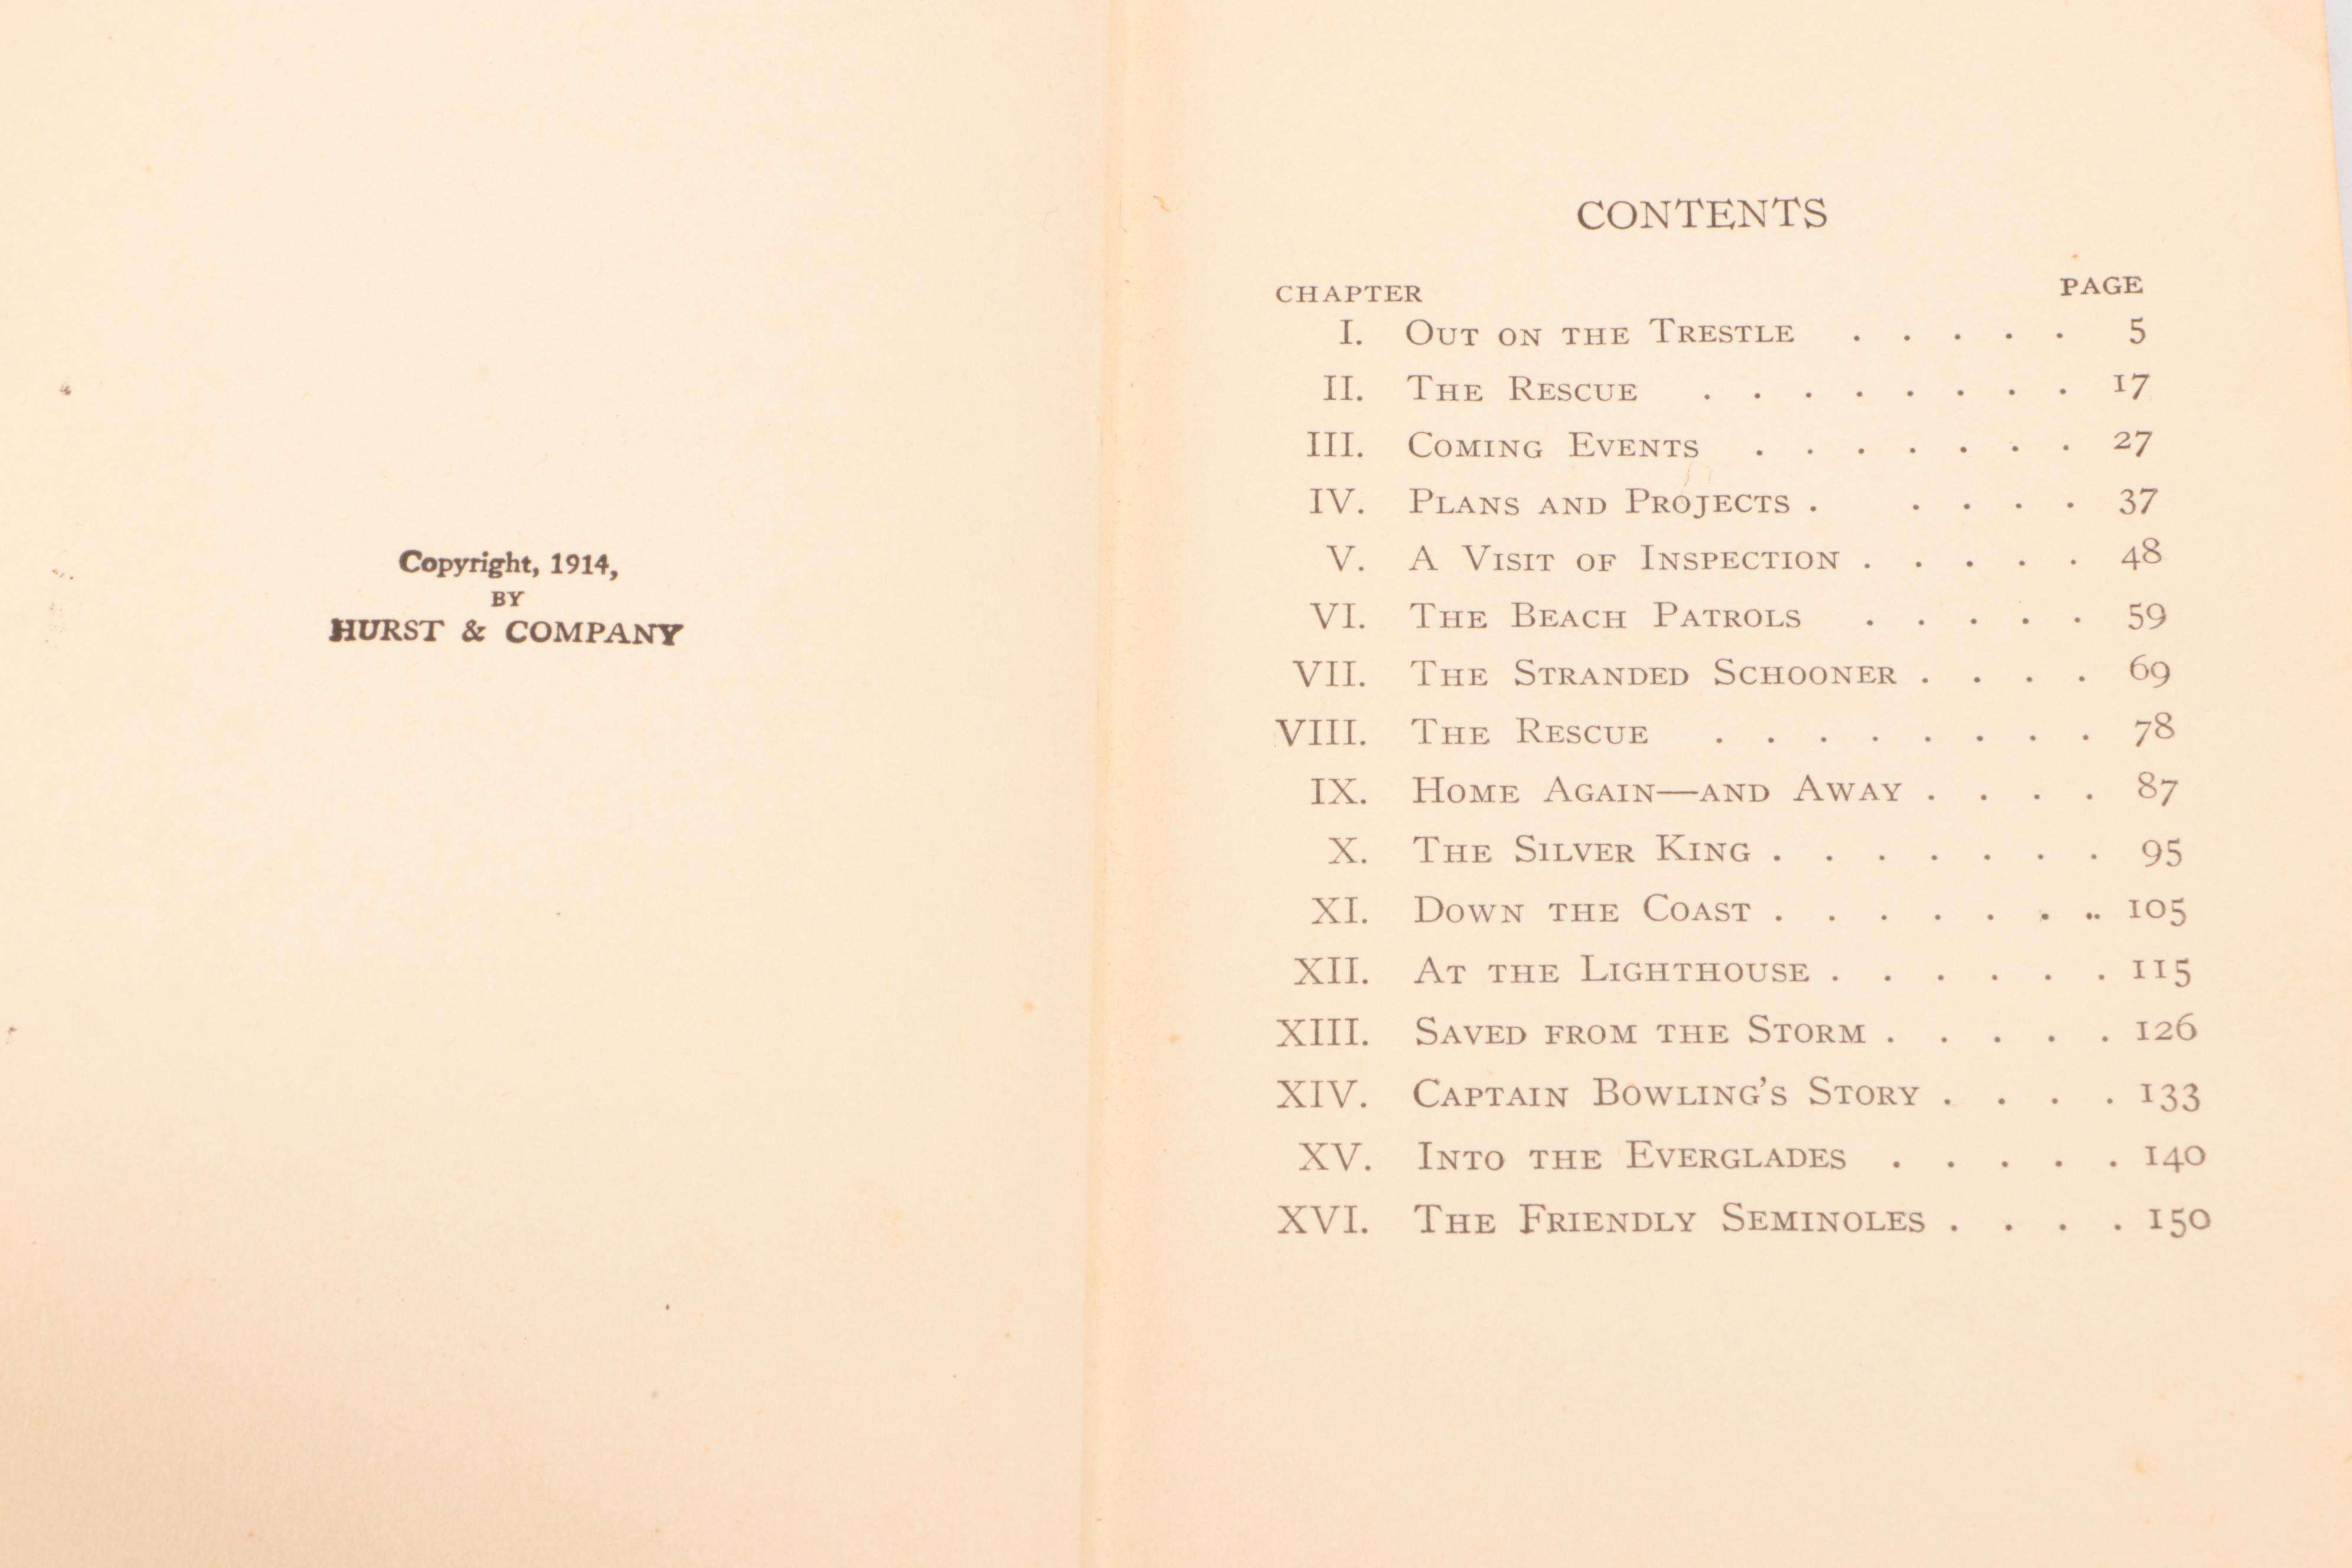 Copyright, 1914,
BY
HURST & COMPANY
CONTENTS
CHAPTER PAGE
I. OUT ON THE TRESTLE . . . . . 5
II. THE RESCUE . . . . . . . . 17
III. COMING EVENTS . . . . . . . 27
IV. PLANS AND PROJECTS . . . . . 37
V. A VISIT OF INSPECTION . . . . . 48
VI. THE BEACH PATROLS . . . . . 59
VII. THE STRANDED SCHOONER . . . . 69
VIII. THE RESCUE . . . . . . . . 78
IX. HOME AGAIN—AND AWAY . . . . 87
X. THE SILVER KING . . . . . . . 95
XI. DOWN THE COAST . . . . . . .. 105
XII. AT THE LIGHTHOUSE . . . . . . 115
XIII. SAVED FROM THE STORM . . . . . 126
XIV. CAPTAIN BOWLING'S STORY . . . . 133
XV. INTO THE EVERGLADES . . . . . 140
XVI. THE FRIENDLY SEMINOLES . . . . 150